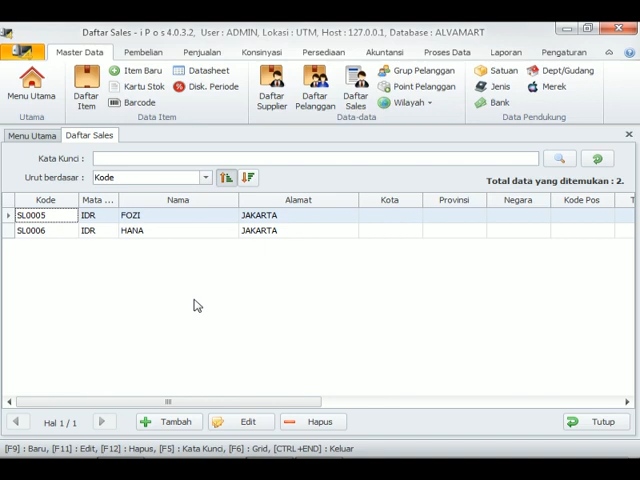 Daftar Sales - i P o s 4.0.3.2, User : ADMIN, Lokasi : UTM, Host : 127.0.0.1, Database : ALVAMART
Master Data Pembelian Penjualan Konsinyasi Persediaan Akuntansi Proses Data Laporan Pengaturan
Menu Utama
Utama
Daftar Item
Item Baru
Kartu Stok
Barcode
Datasheet
Disk. Periode
Data Item
Daftar Supplier
Daftar Pelanggan
Daftar Sales
Grup Pelanggan
Point Pelanggan
Wilayah
Data-data
Satuan
Jenis
Bank
Dept/Gudang
Merek
Data Pendukung
Menu Utama Daftar Sales
Kata Kunci :
Urut berdasar : Kode
Total data yang ditemukan : 2.
Kode Mata ... Nama Alamat Kota Provinsi Negara Kode Pos T
SL0005 IDR FOZI JAKARTA
SL0006 IDR HANA JAKARTA
Hal 1 / 1 Tambah Edit Hapus Tutup
[F9] : Baru, [F11] : Edit, [F12] : Hapus, [F5] : Kata Kunci, [F6] : Grid, [CTRL+END] : Keluar